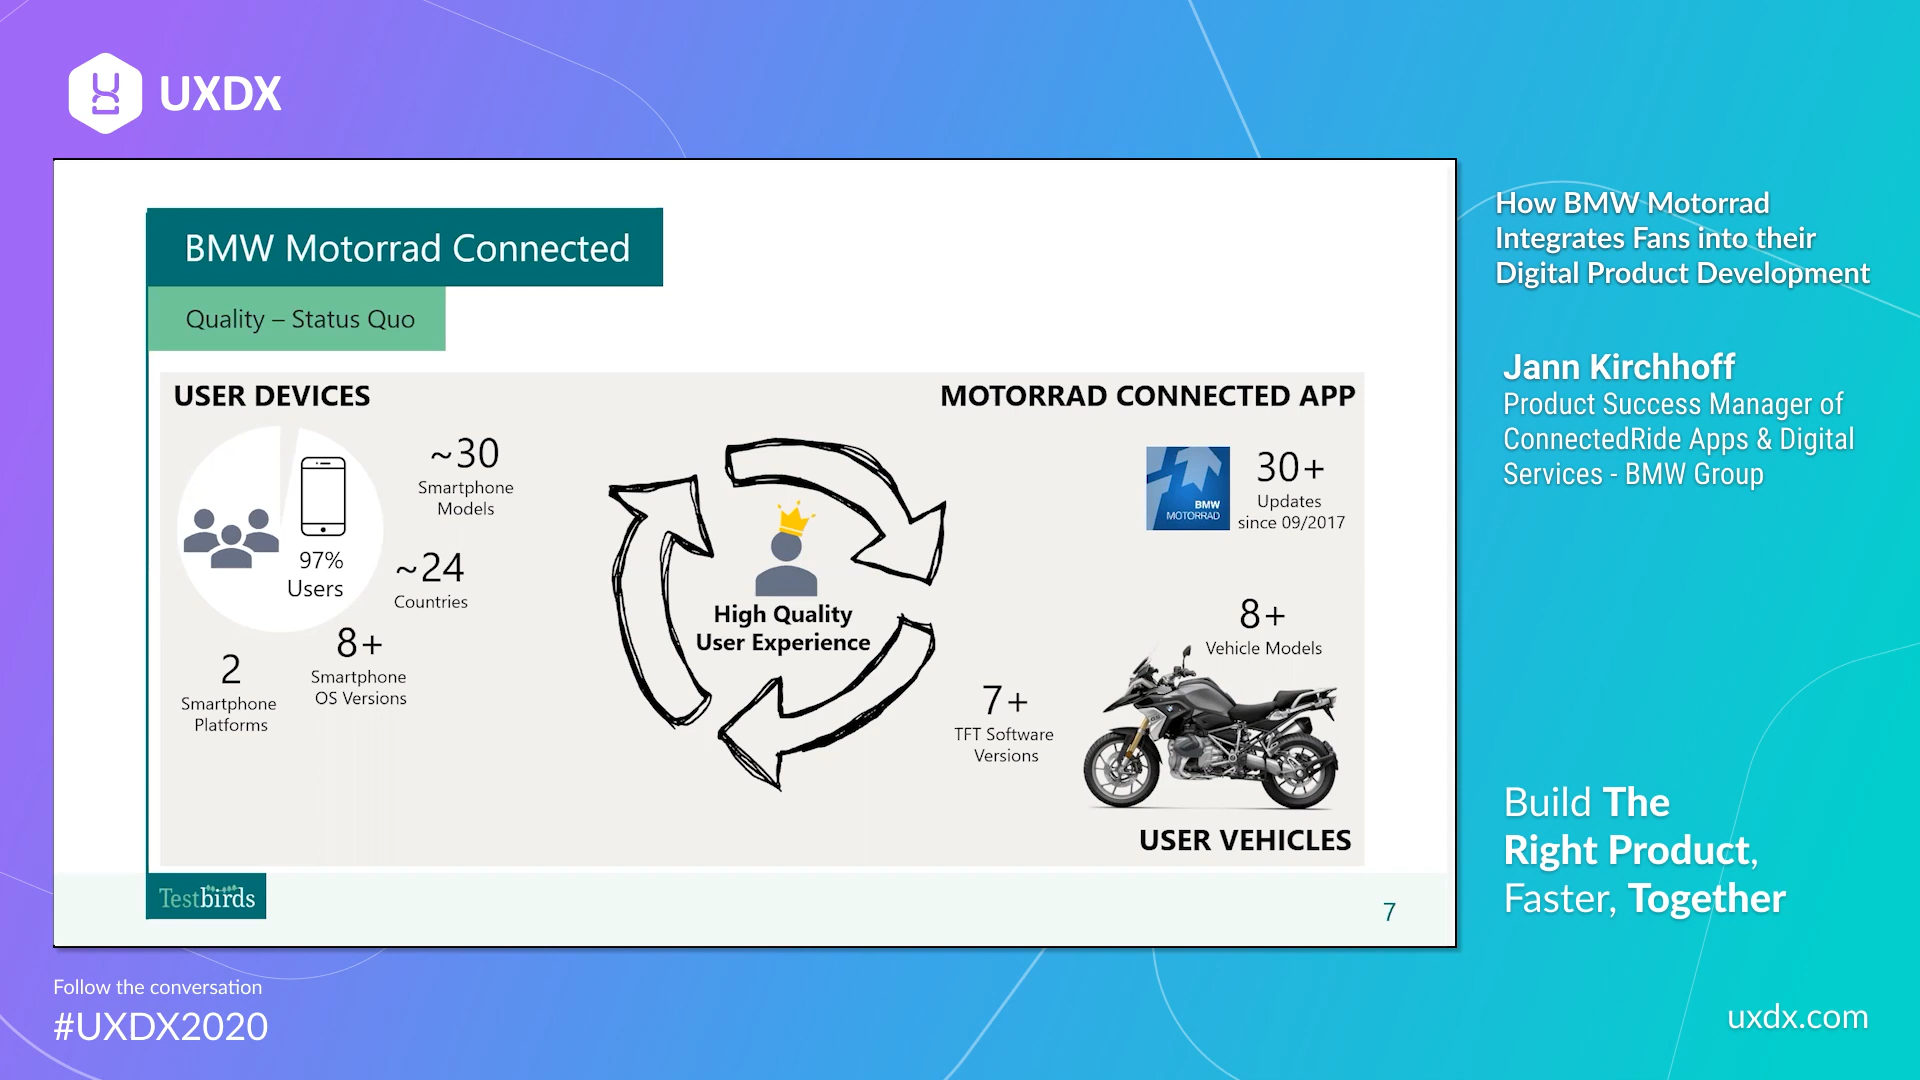 UXDX
BMW Motorrad Connected
Quality – Status Quo
USER DEVICES
97%
Users
~30
Smartphone
Models
~24
Countries
8+
Smartphone
OS Versions
2
Smartphone
Platforms
High Quality
User Experience
MOTORRAD CONNECTED APP
BMW
MOTORRAD
30+
Updates
since 09/2017
8+
Vehicle Models
7+
TFT Software
Versions
USER VEHICLES
Testbirds
7
How BMW Motorrad
Integrates Fans into their
Digital Product Development
Jann Kirchhoff
Product Success Manager of
ConnectedRide Apps & Digital
Services - BMW Group
Build The
Right Product,
Faster, Together
Follow the conversation
#UXDX2020
uxdx.com